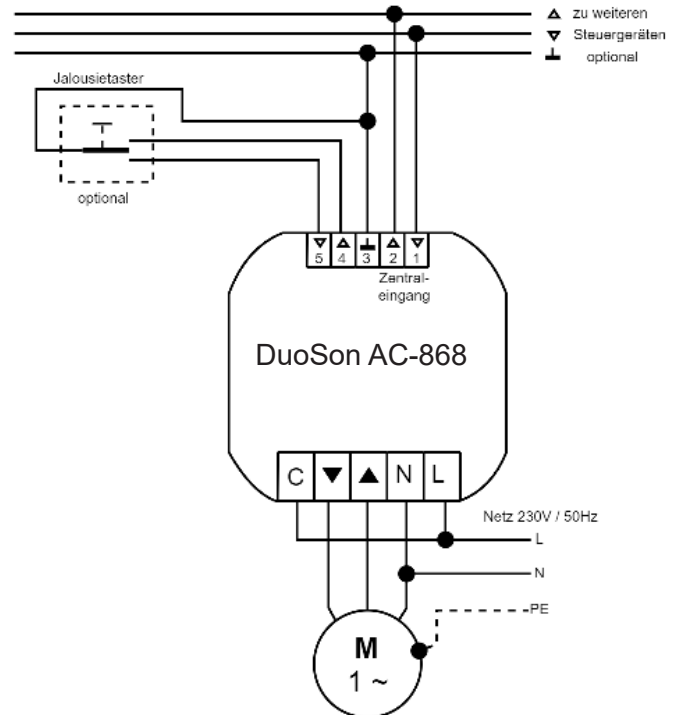 zu weiteren
Steuergeräten
optional
Jalousietaster
optional
5 4 3 2 1
Zentral-
eingang
DuoSon AC-868
C ▼ ▲ N L
Netz 230V / 50Hz
L
N
PE
M
1 ~